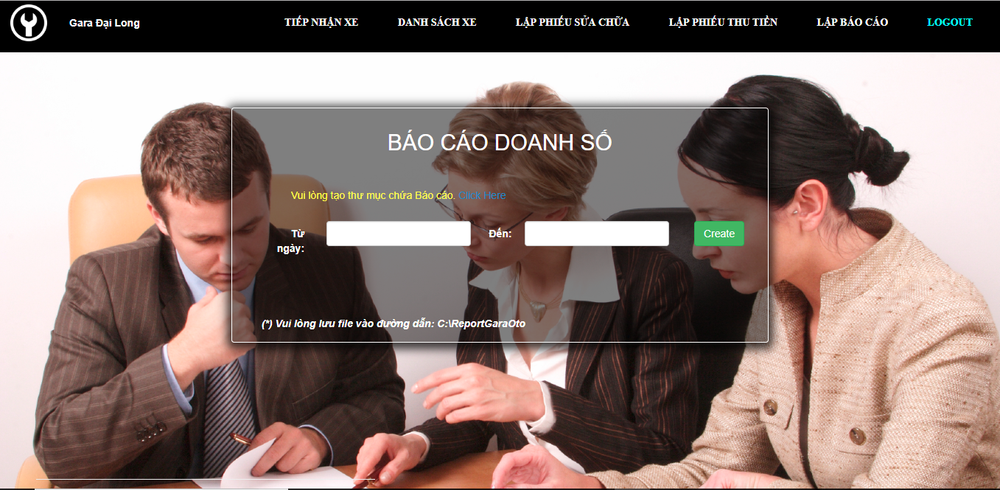 Gara Đại Long
TIẾP NHẬN XE
DANH SÁCH XE
LẬP PHIẾU SỬA CHỮA
LẬP PHIẾU THU TIỀN
LẬP BÁO CÁO
LOGOUT
BÁO CÁO DOANH SỐ
Vui lòng tạo thư mục chứa Báo cáo. Click Here
Từ
ngày:
Đến:
Create
(*) Vui lòng lưu file vào đường dẫn: C:\ReportGaraOto